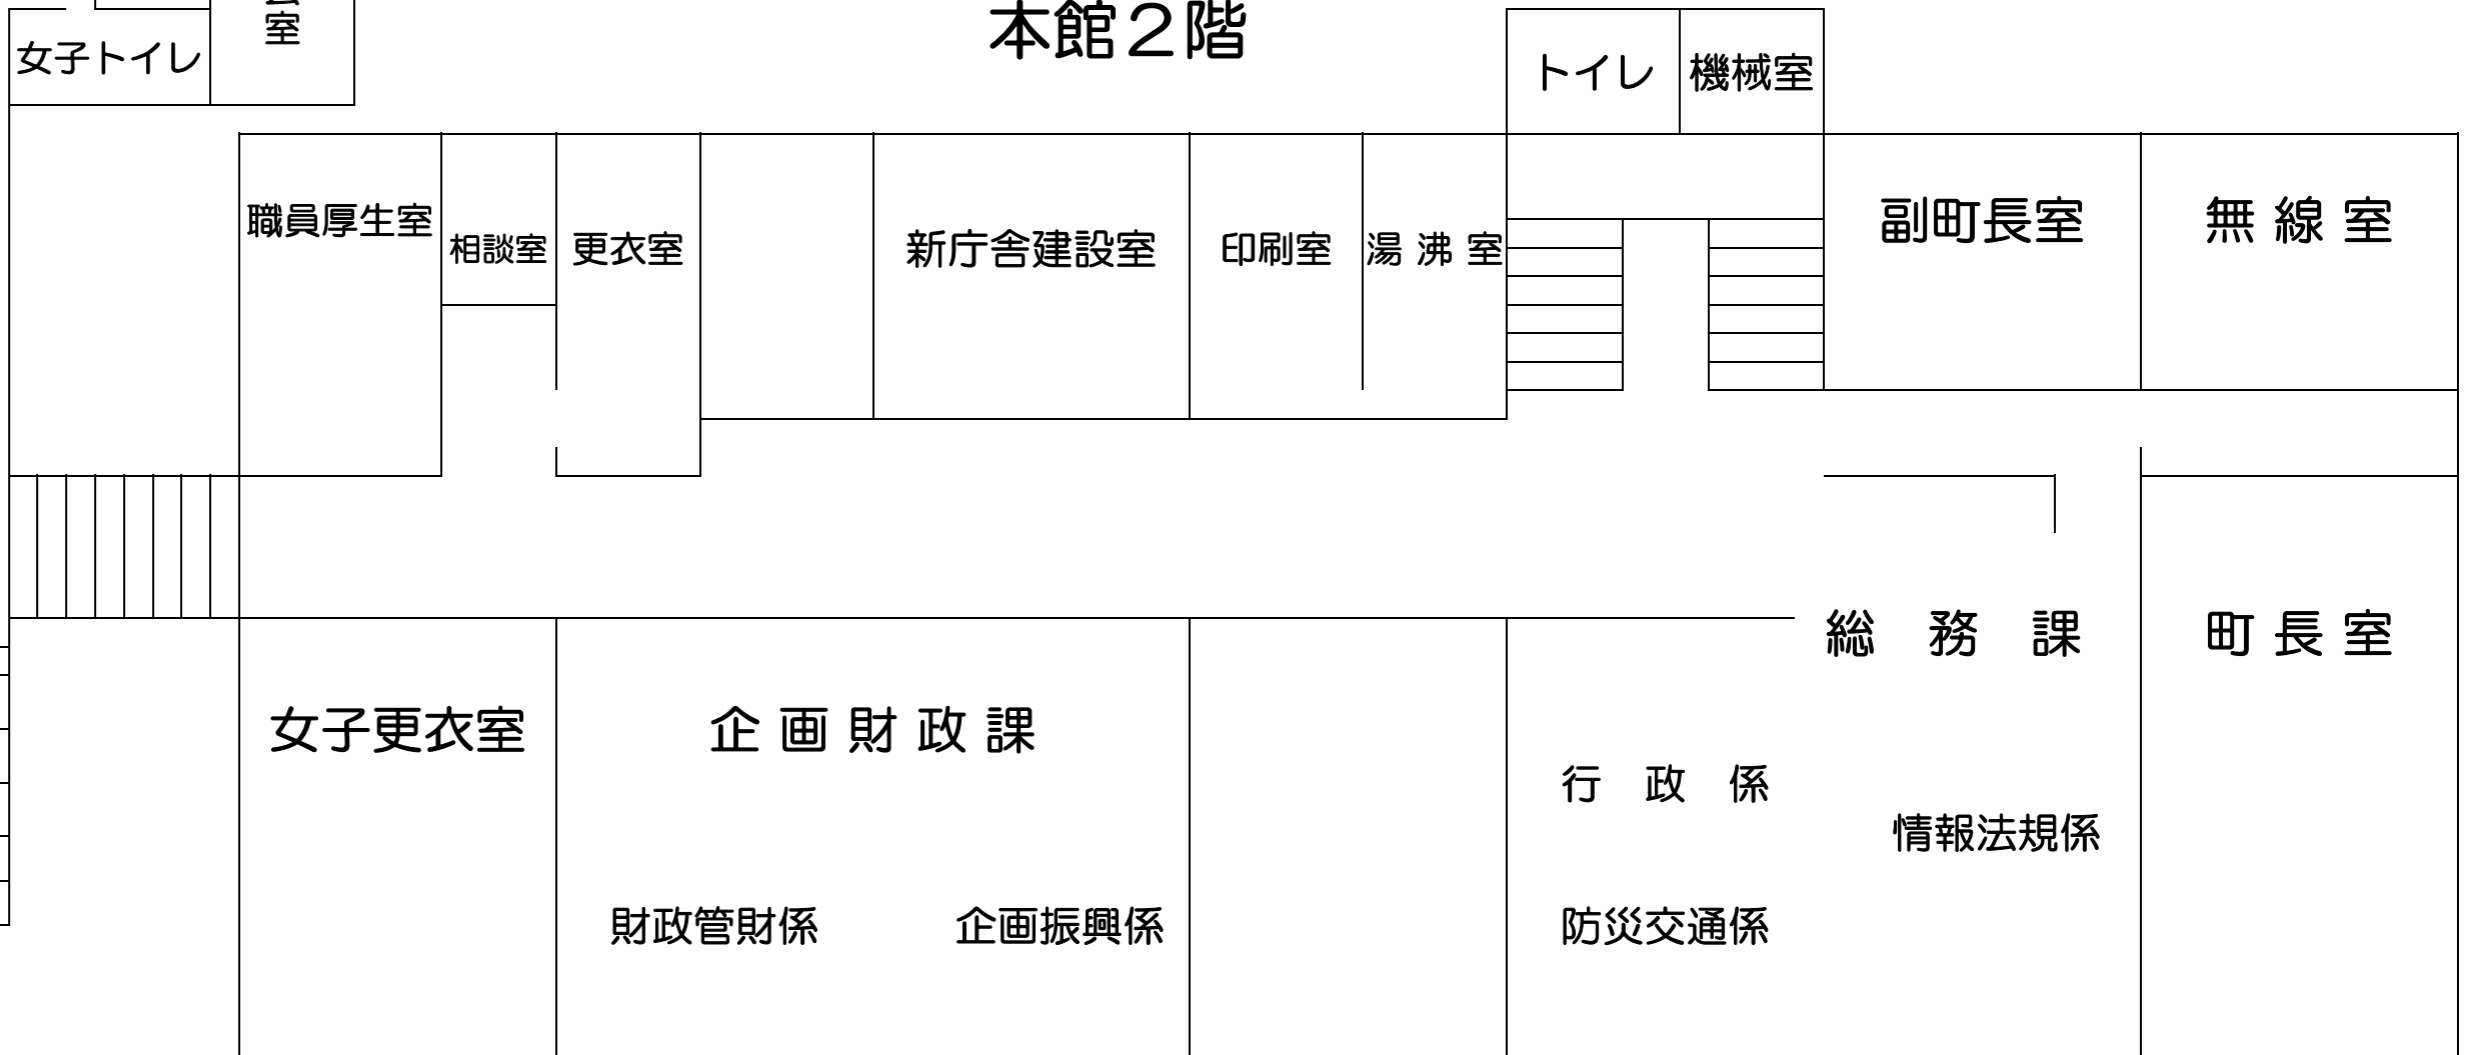 本館２階
室
女子トイレ
トイレ
機械室
職員厚生室
相談室
更衣室
新庁舎建設室
印刷室
湯 沸 室
副町長室
無 線 室
総　務　課
町 長 室
女子更衣室
企 画 財 政 課
行　政　係
情報法規係
財政管財係
企画振興係
防災交通係